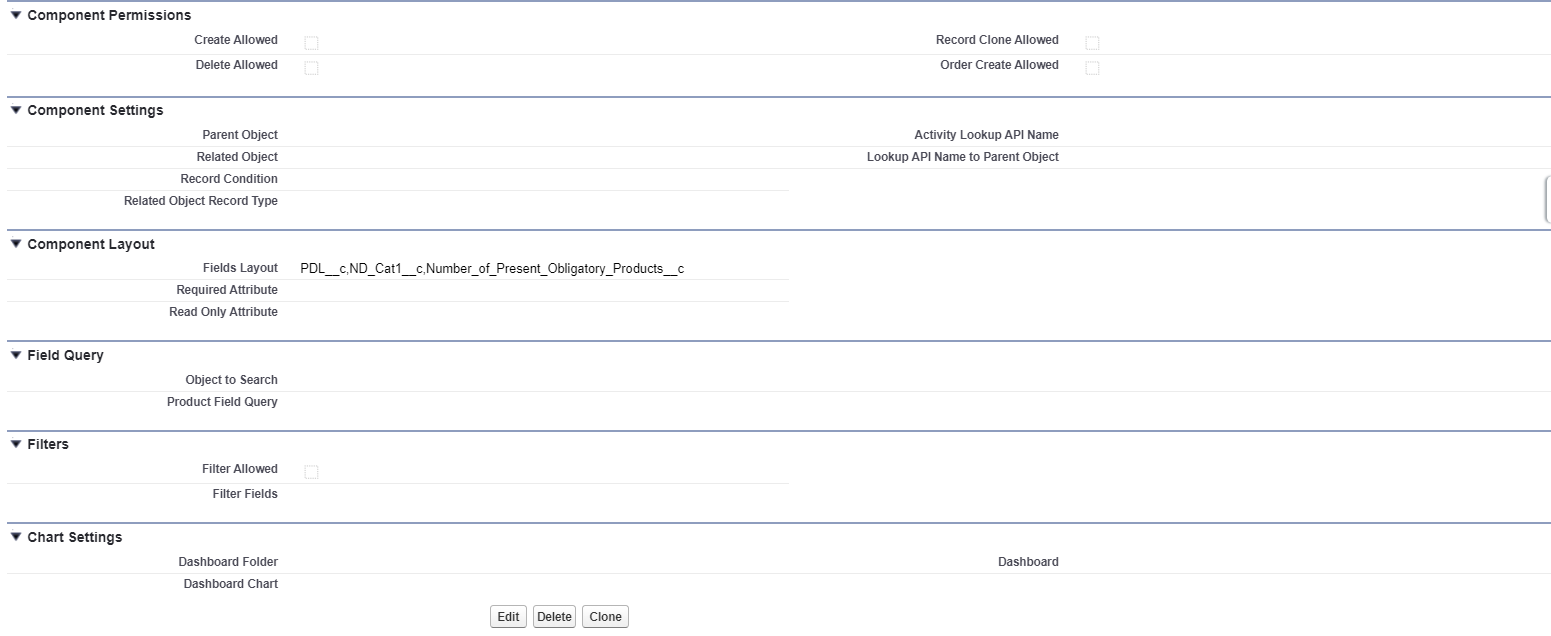 Component Permissions
Create Allowed Record Clone Allowed
Delete Allowed Order Create Allowed
Component Settings
Parent Object Activity Lookup API Name
Related Object Lookup API Name to Parent Object
Record Condition
Related Object Record Type
Component Layout
Fields Layout PDL__c,ND_Cat1__c,Number_of_Present_Obligatory_Products__c
Required Attribute
Read Only Attribute
Field Query
Object to Search
Product Field Query
Filters
Filter Allowed
Filter Fields
Chart Settings
Dashboard Folder Dashboard
Dashboard Chart
Edit Delete Clone